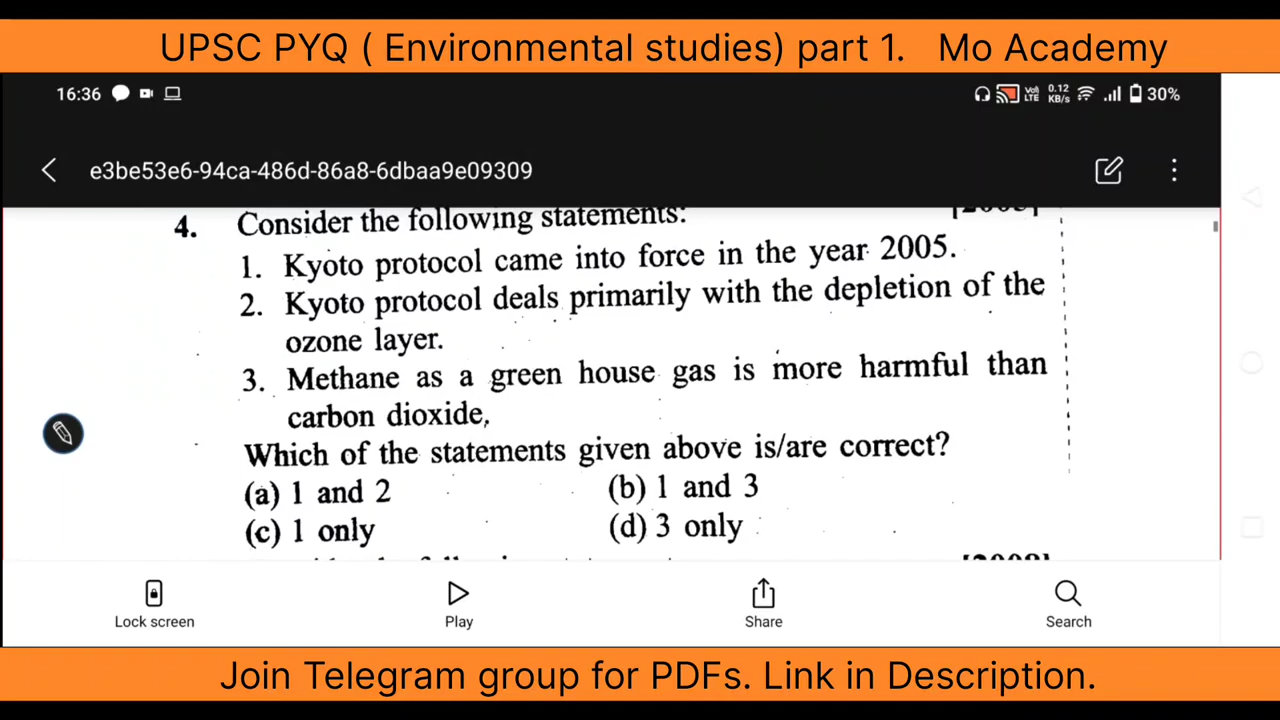 UPSC PYQ ( Environmental studies) part 1. Mo Academy
16:36 Vo) LTE 0.12 KB/s 30%
e3be53e6-94ca-486d-86a8-6dbaa9e09309
4. Consider the following statements:
1. Kyoto protocol came into force in the year 2005.
2. Kyoto protocol deals primarily with the depletion of the
ozone layer.
3. Methane as a green house gas is more harmful than
carbon dioxide,
Which of the statements given above is/are correct?
(a) 1 and 2 (b) 1 and 3
(c) 1 only (d) 3 only
Lock screen Play Share Search
Join Telegram group for PDFs. Link in Description.